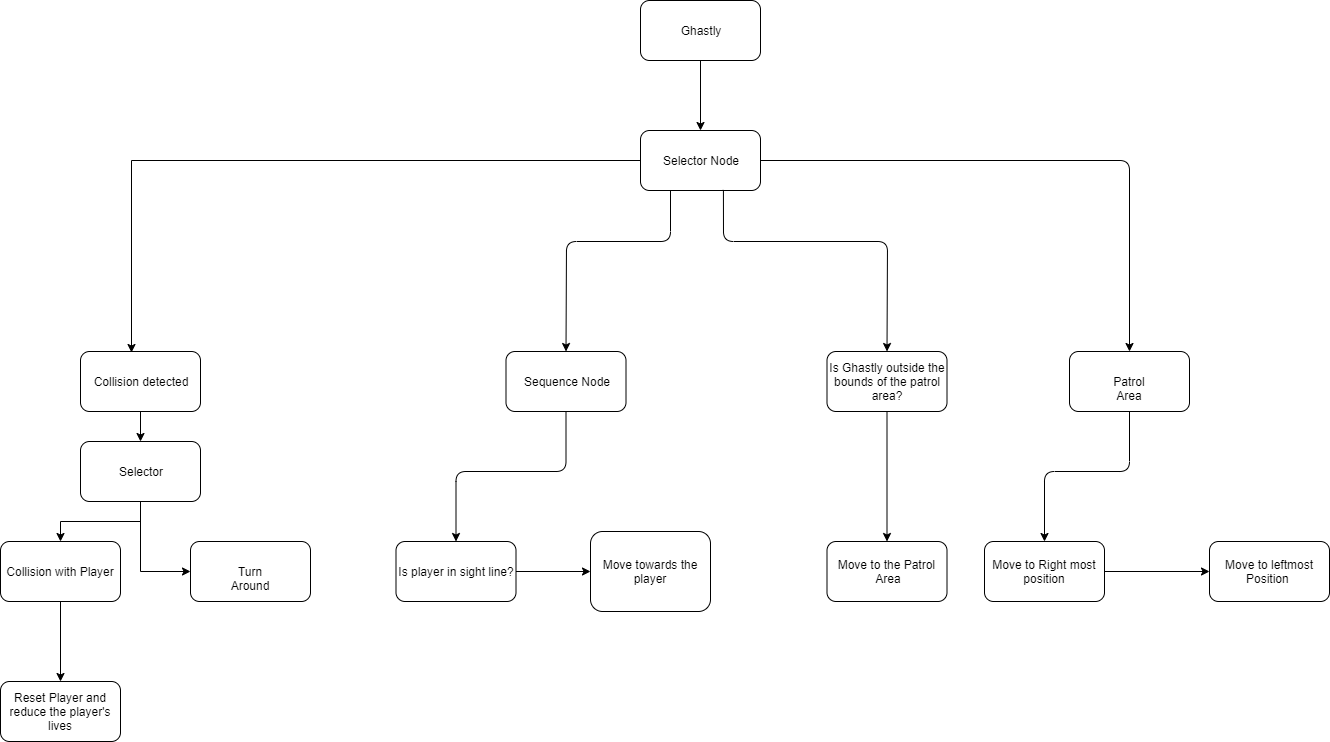 Ghastly
Selector Node
Collision detected
Sequence Node
Is Ghastly outside the
bounds of the patrol
area?
Patrol
Area
Selector
Collision with Player
Turn
Around
Is player in sight line?
Move towards the
player
Move to the Patrol
Area
Move to Right most
position
Move to leftmost
Position
Reset Player and
reduce the player's
lives